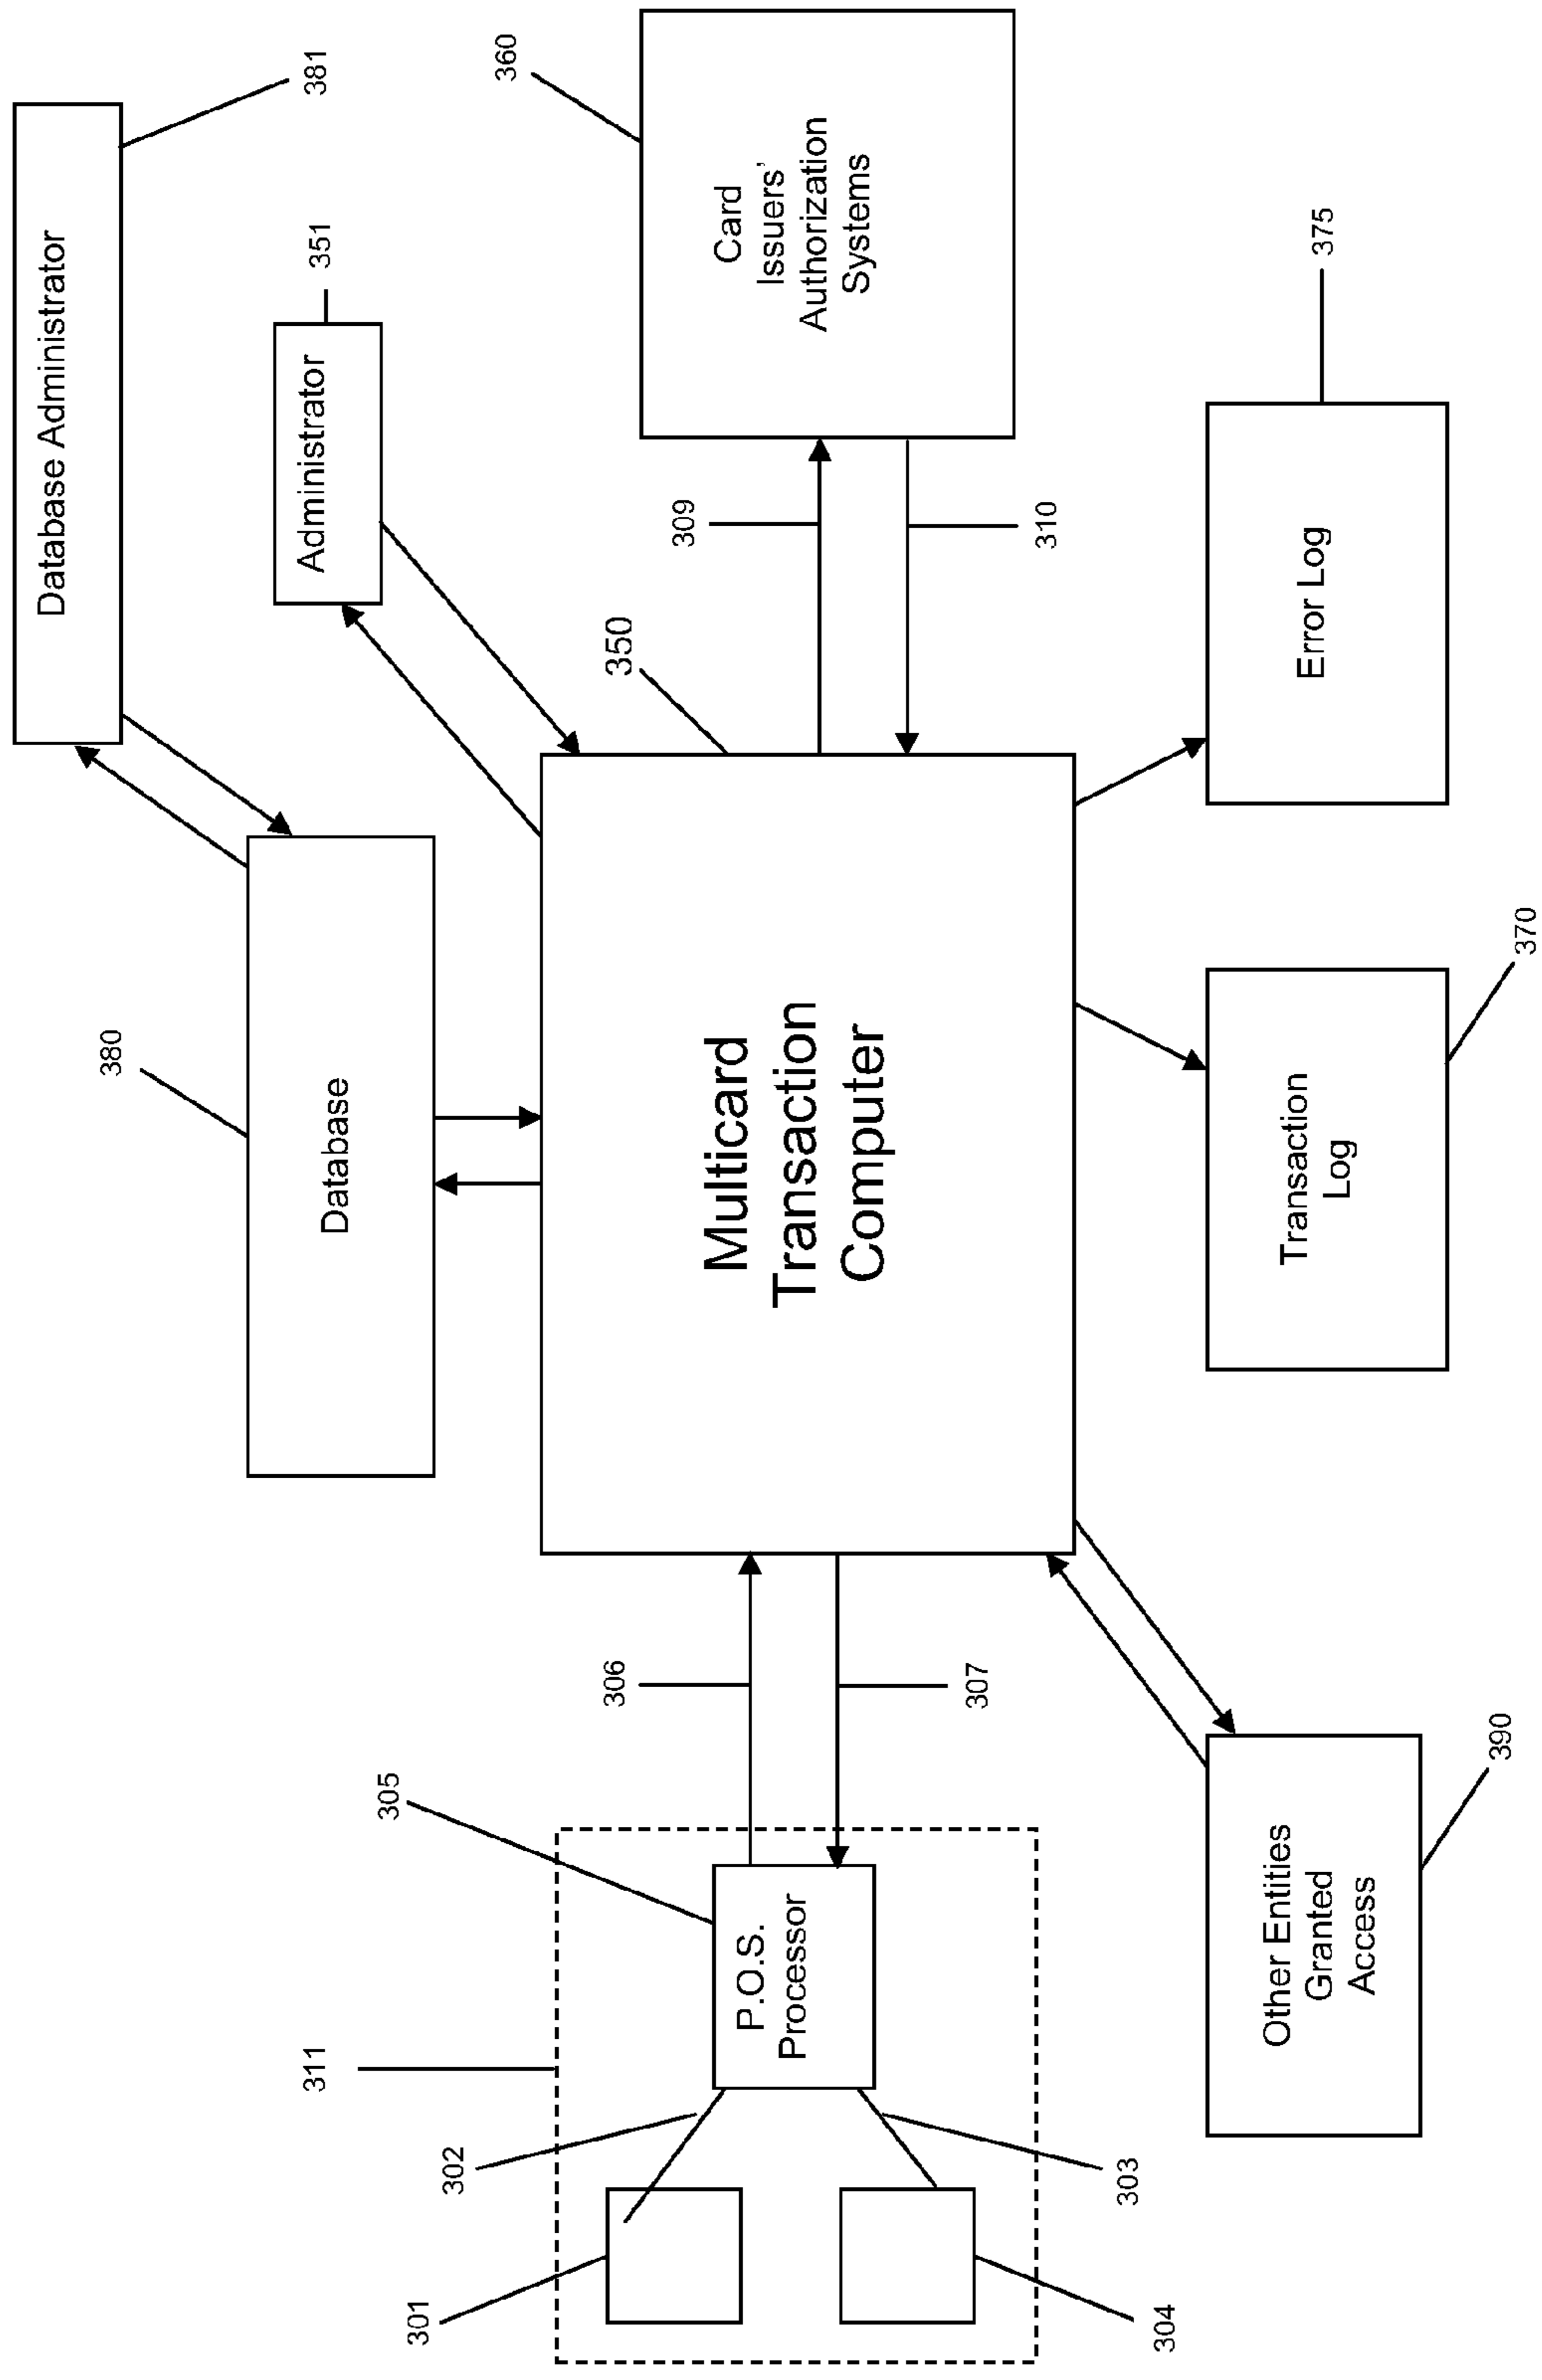 Database Administrator
381
Administrator
351
380
Database
350
360
Card
Issuers'
Authorization
Systems
309
310
Multicard
Transaction
Computer
306
307
305
311
P.O.S.
Processor
302
303
301
304
Other Entities
Granted
Access
390
Transaction
Log
370
Error Log
375